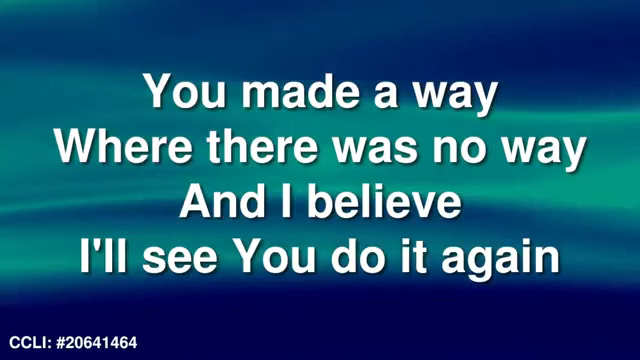 You made a way
Where there was no way
And I believe
I'll see You do it again
CCLI: #20641464